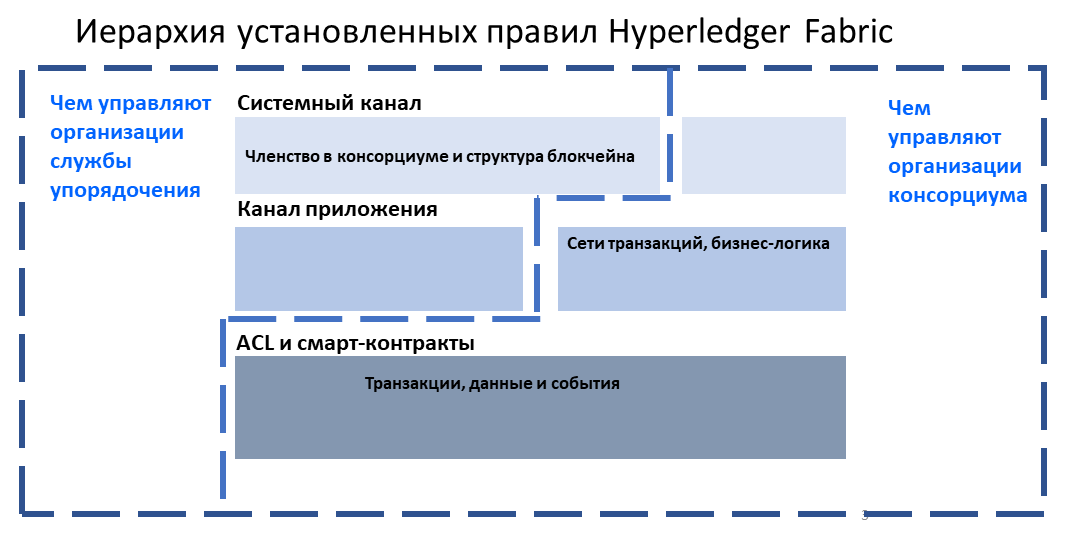 Иерархия установленных правил Hyperledger Fabric
Чем управляют
организации
службы
упорядочения
Системный канал
Членство в консорциуме и структура блокчейна
Чем
управляют
организации
консорциума
Канал приложения
Сети транзакций, бизнес-логика
ACL и смарт-контракты
Транзакции, данные и события
3